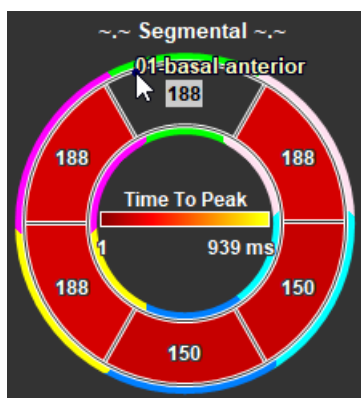 ~.~ Segmental ~.~
01-basal-anterior
188
188
188
Time To Peak
1
939 ms
188
150
150